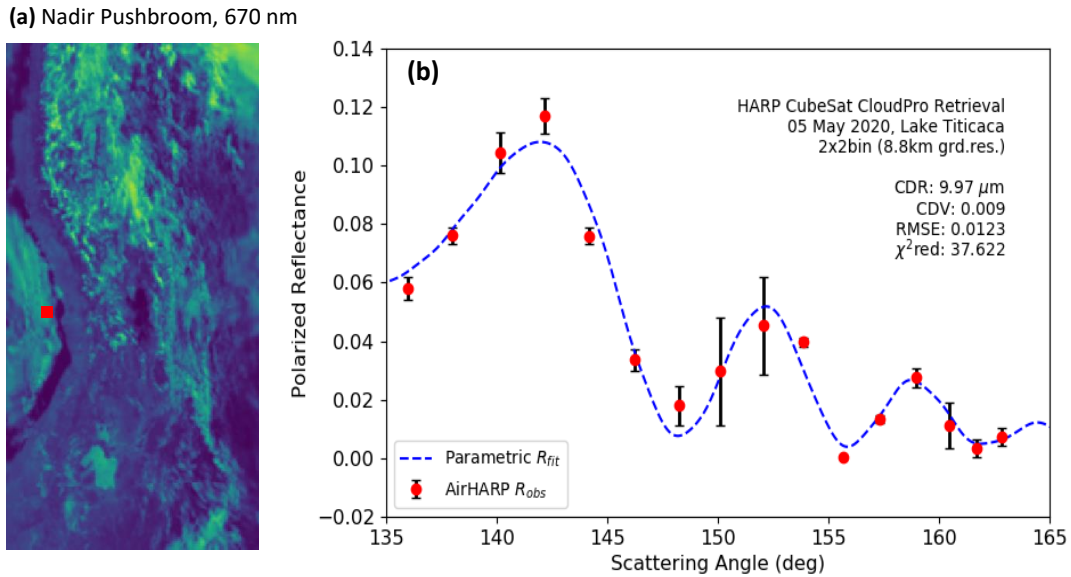 (a) Nadir Pushbroom, 670 nm
(b)
HARP CubeSat CloudPro Retrieval
05 May 2020, Lake Titicaca
2x2bin (8.8km grd.res.)
CDR: 9.97 μm
CDV: 0.009
RMSE: 0.0123
χ²red: 37.622
Polarized Reflectance
0.14
0.12
0.10
0.08
0.06
0.04
0.02
0.00
−0.02
Parametric R_fit
AirHARP R_obs
135
140
145
150
155
160
165
Scattering Angle (deg)